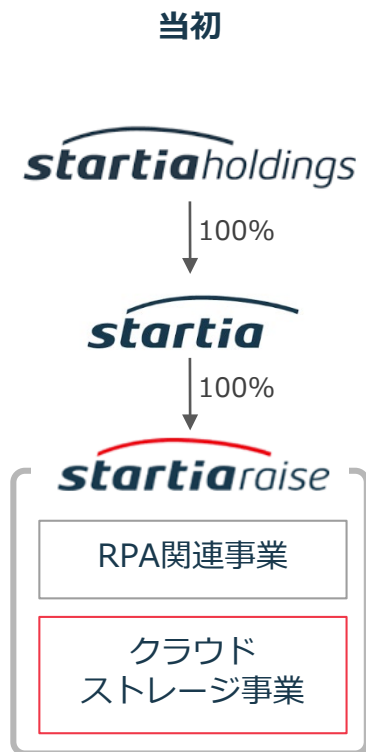 当初
startiaholdings
100%
startia
100%
startiaraise
RPA関連事業
クラウド
ストレージ事業